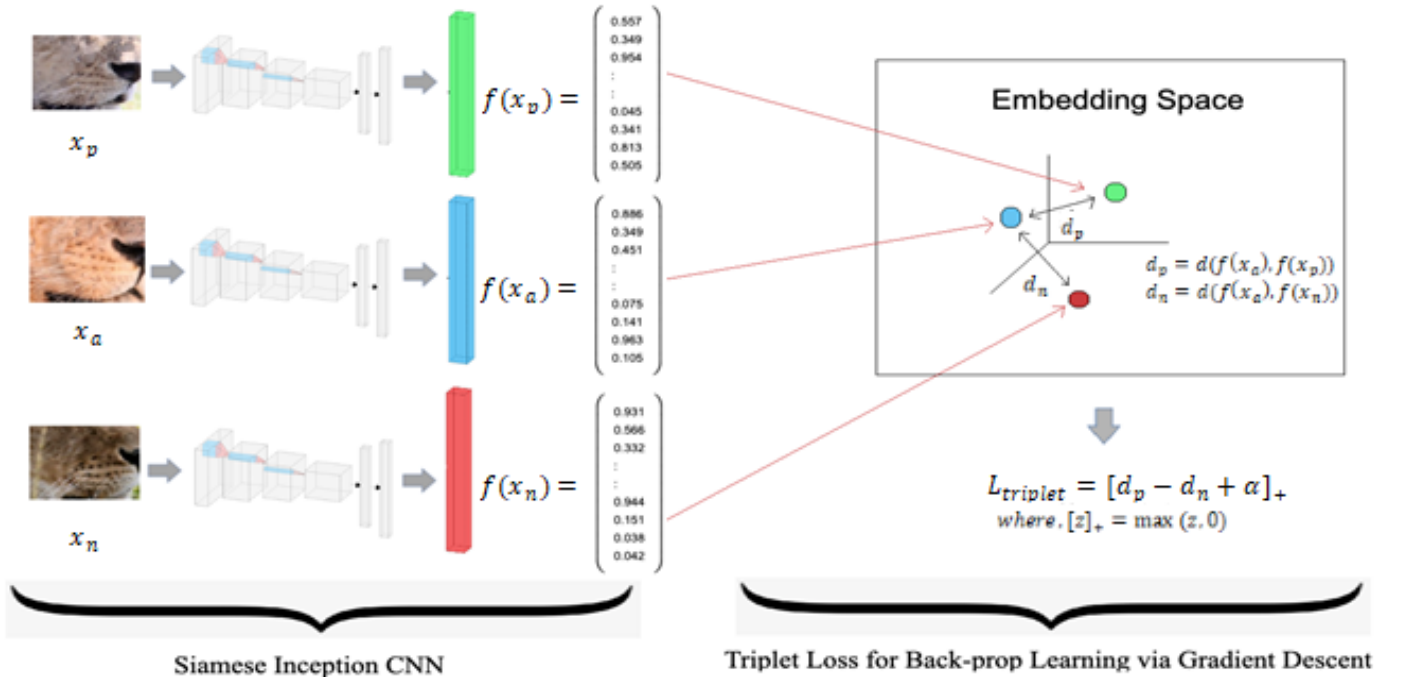 x_p
f(x_p) =
0.557
0.349
0.954
:
:
0.045
0.341
0.813
0.505
x_a
f(x_a) =
0.886
0.349
0.451
:
:
0.075
0.141
0.963
0.105
x_n
f(x_n) =
0.931
0.566
0.332
:
:
0.944
0.151
0.038
0.042
Siamese Inception CNN
Embedding Space
d_p
d_n
d_p = d(f(x_a), f(x_p))
d_n = d(f(x_a), f(x_n))
L_triplet = [d_p − d_n + α]_+
where, [z]_+ = max (z, 0)
Triplet Loss for Back-prop Learning via Gradient Descent